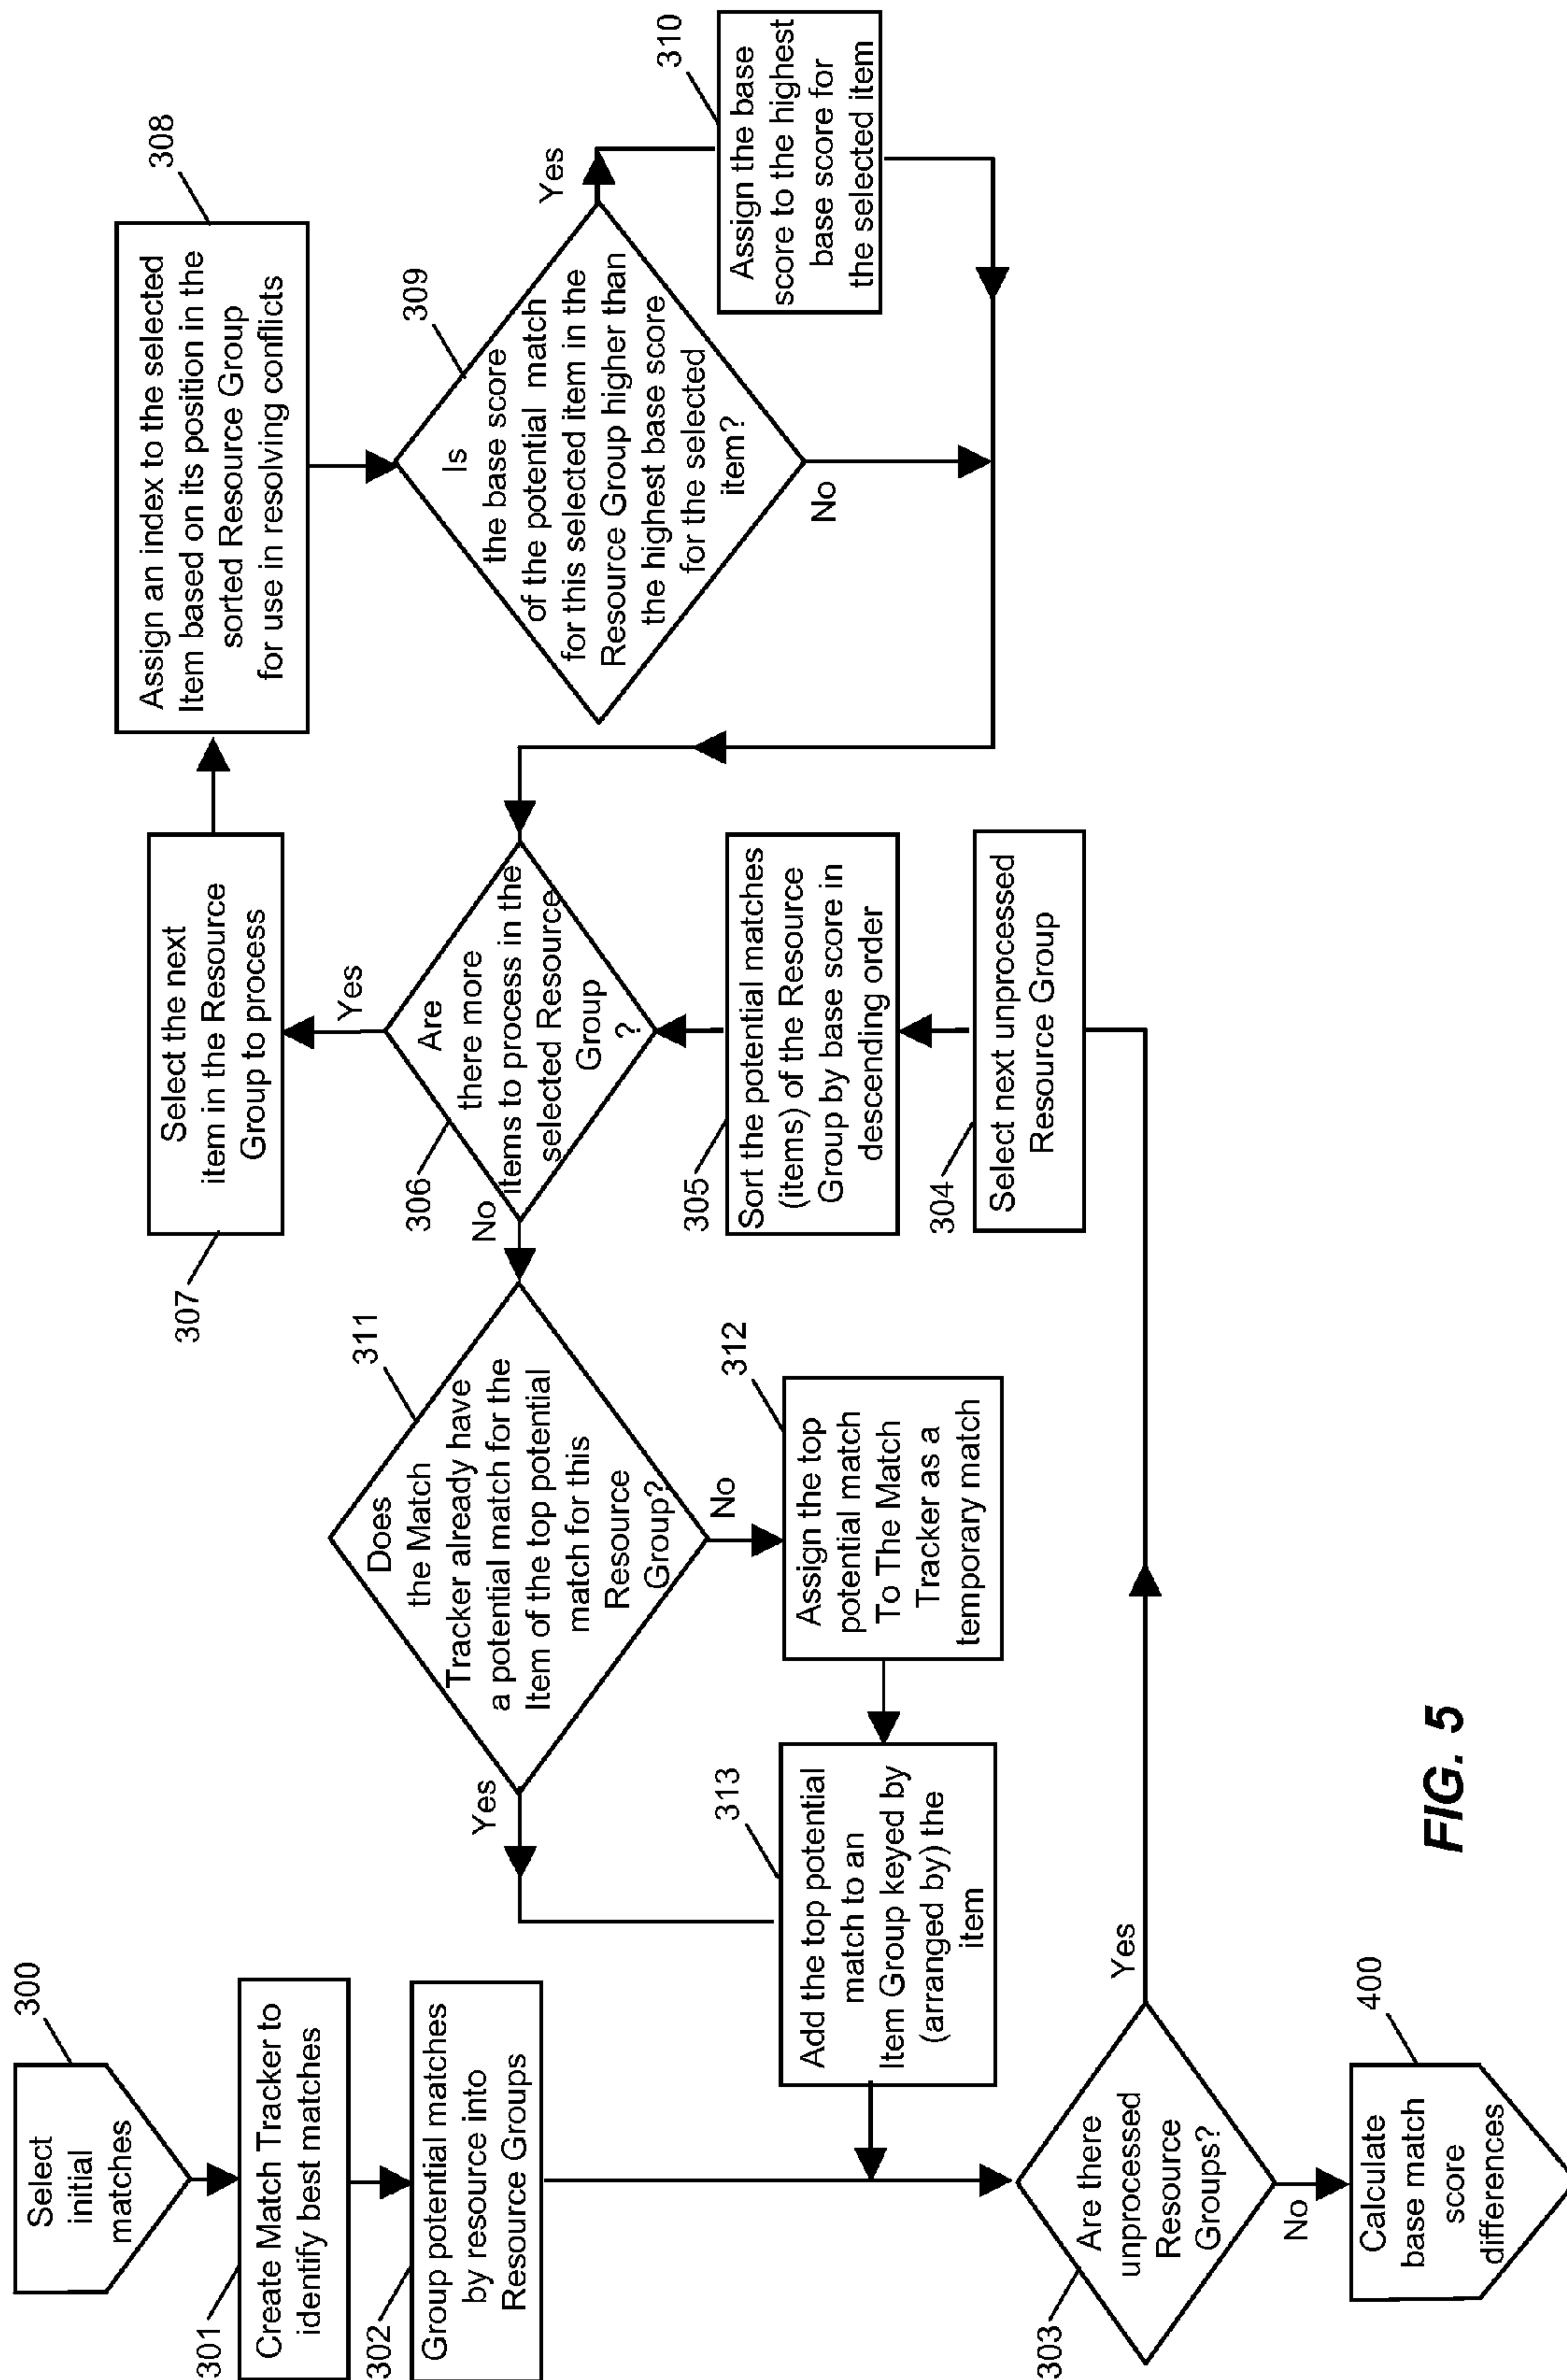 300
Select
initial
matches
301
Create Match Tracker to
identify best matches
302
Group potential matches
by resource into
Resource Groups
303
Are there
unprocessed
Resource
Groups?
Yes
No
400
Calculate
base match
score
differences
304
Select next unprocessed
Resource Group
305
Sort the potential matches
(items) of the Resource
Group by base score in
descending order
306
Are
there more
items to process in the
selected Resource
Group
?
Yes
No
307
Select the next
item in the Resource
Group to process
308
Assign an index to the selected
Item based on its position in the
sorted Resource Group
for use in resolving conflicts
309
Is
the base score
of the potential match
for this selected item in the
Resource Group higher than
the highest base score
for the selected
item?
Yes
No
310
Assign the base
score to the highest
base score for
the selected item
311
Does
the Match
Tracker already have
a potential match for the
Item of the top potential
match for this
Resource
Group?
Yes
No
312
Assign the top
potential match
To The Match
Tracker as a
temporary match
313
Add the top potential
match to an
Item Group keyed by
(arranged by) the
item
FIG. 5